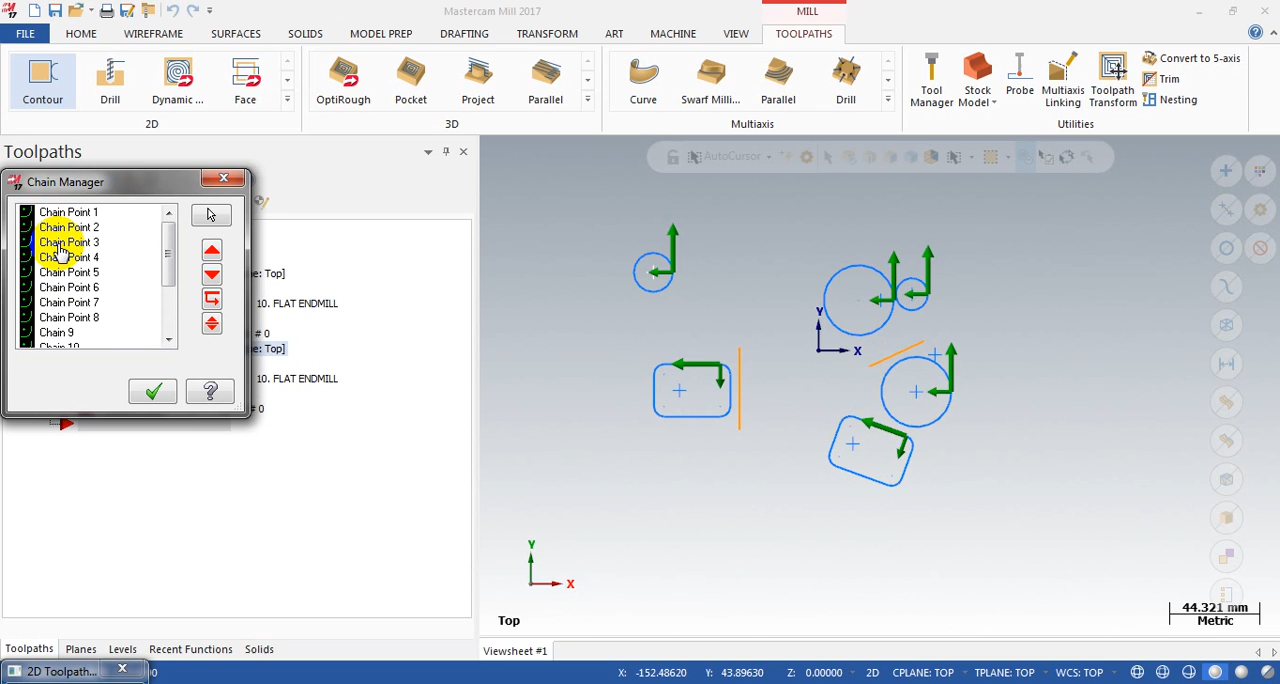 17
Mastercam Mill 2017
MILL
FILE
HOME
WIREFRAME
SURFACES
SOLIDS
MODEL PREP
DRAFTING
TRANSFORM
ART
MACHINE
VIEW
TOOLPATHS
Contour
Drill
Dynamic ...
Face
OptiRough
Pocket
Project
Parallel
Curve
Swarf Milli...
Parallel
Drill
Tool
Manager
Stock
Model
Probe
Multiaxis
Linking
Toolpath
Transform
Convert to 5-axis
Trim
Nesting
2D
3D
Multiaxis
Utilities
Toolpaths
AutoCursor
17 Chain Manager
Chain Point 1
Chain Point 2
Chain Point 3
Chain Point 4
Chain Point 5
Chain Point 6
Chain Point 7
Chain Point 8
Chain 9
Chain 10
e: Top]
10. FLAT ENDMILL
# 0
e: Top]
10. FLAT ENDMILL
# 0
Y
X
Y
X
Top
44.321 mm
Metric
Toolpaths
Planes
Levels
Recent Functions
Solids
Viewsheet #1
2D Toolpath...
X: -152.48620
Y: 43.89630
Z: 0.00000
2D
CPLANE: TOP
TPLANE: TOP
WCS: TOP